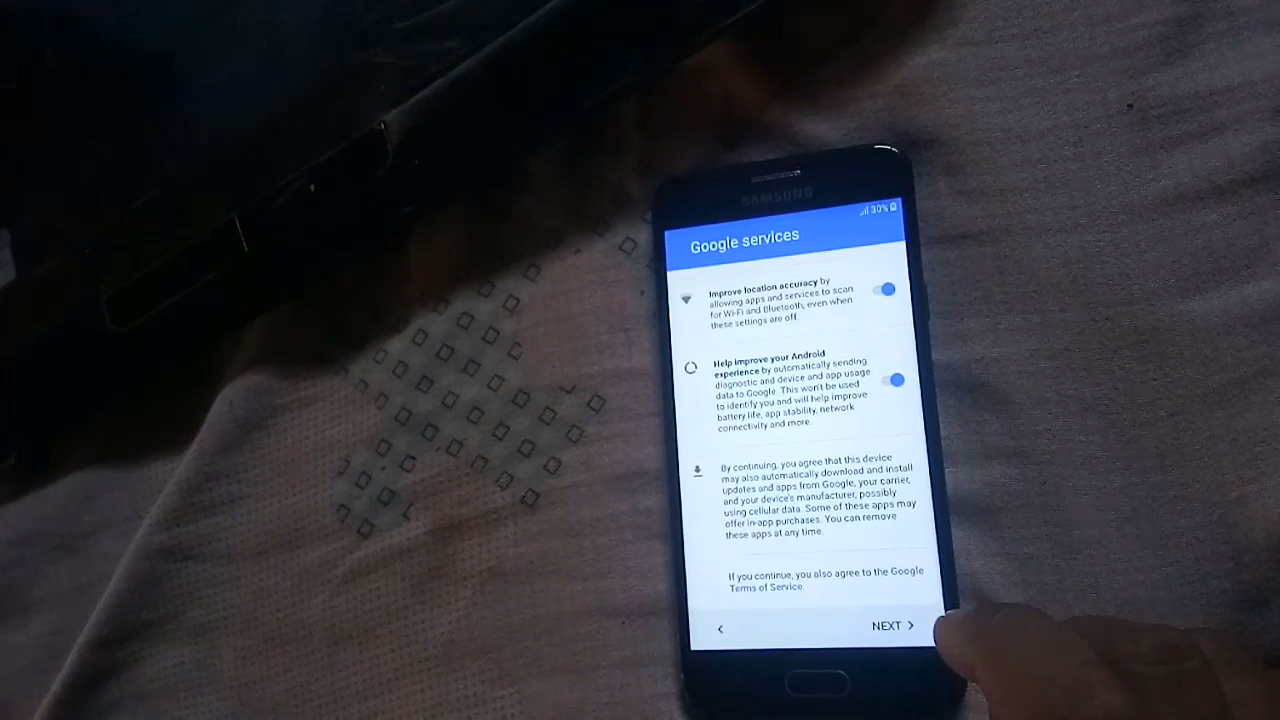 SAMSUNG
30%
Google services
Improve location accuracy by
allowing apps and services to scan
for Wi-Fi and Bluetooth, even when
these settings are off.
Help improve your Android
experience by automatically sending
diagnostic and device and app usage
data to Google. This won't be used
to identify you and will help improve
battery life, app stability, network
connectivity and more.
By continuing, you agree that this device
may also automatically download and install
updates and apps from Google, your carrier,
and your device's manufacturer, possibly
using cellular data. Some of these apps may
offer in-app purchases. You can remove
these apps at any time.
If you continue, you also agree to the Google
Terms of Service.
NEXT